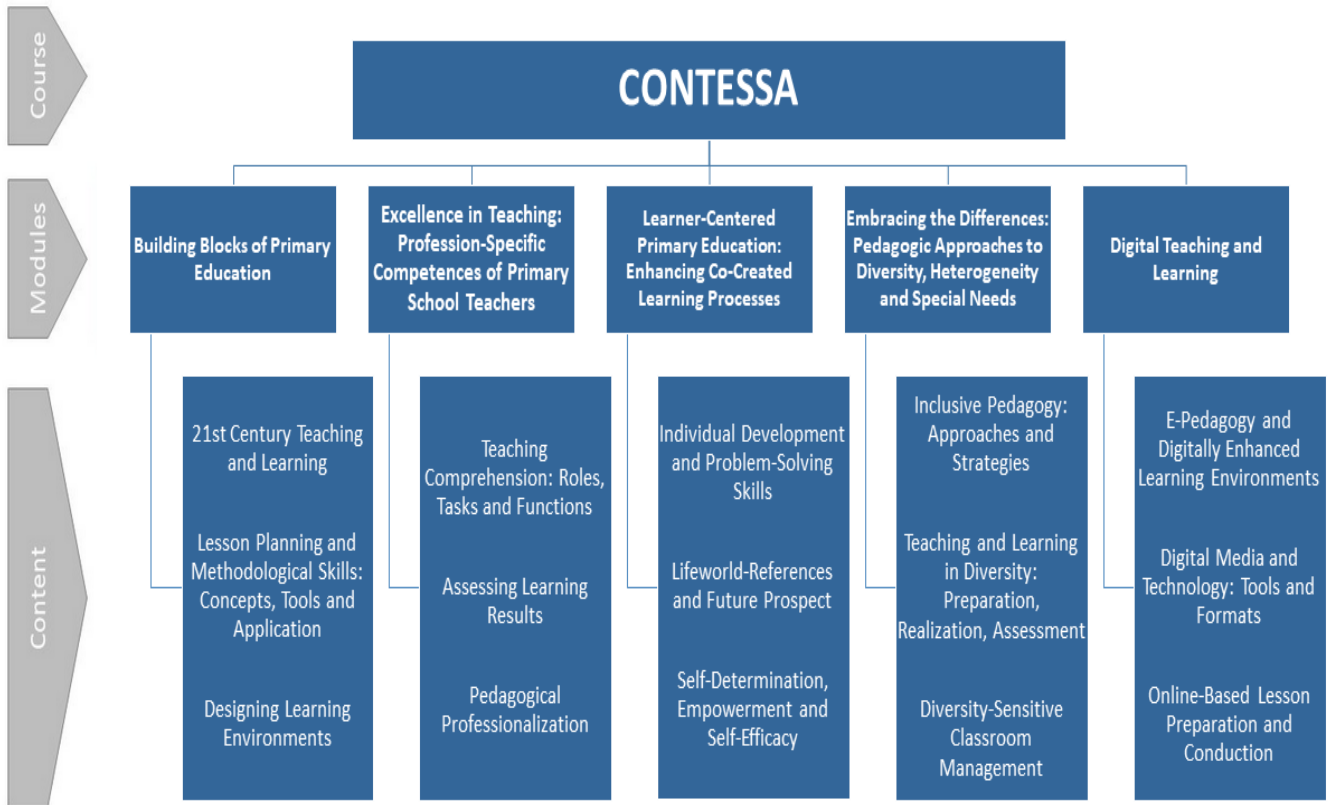 Course
CONTESSA
Modules
Building Blocks of Primary
Education
Excellence in Teaching:
Profession-Specific
Competences of Primary
School Teachers
Learner-Centered
Primary Education:
Enhancing Co-Created
Learning Processes
Embracing the Differences:
Pedagogic Approaches to
Diversity, Heterogeneity
and Special Needs
Digital Teaching and
Learning
Content
21st Century Teaching
and Learning
Lesson Planning and
Methodological Skills:
Concepts, Tools and
Application
Designing Learning
Environments
Teaching
Comprehension: Roles,
Tasks and Functions
Assessing Learning
Results
Pedagogical
Professionalization
Individual Development
and Problem-Solving
Skills
Lifeworld-References
and Future Prospect
Self-Determination,
Empowerment and
Self-Efficacy
Inclusive Pedagogy:
Approaches and
Strategies
Teaching and Learning
in Diversity:
Preparation,
Realization, Assessment
Diversity-Sensitive
Classroom
Management
E-Pedagogy and
Digitally Enhanced
Learning Environments
Digital Media and
Technology: Tools and
Formats
Online-Based Lesson
Preparation and
Conduction